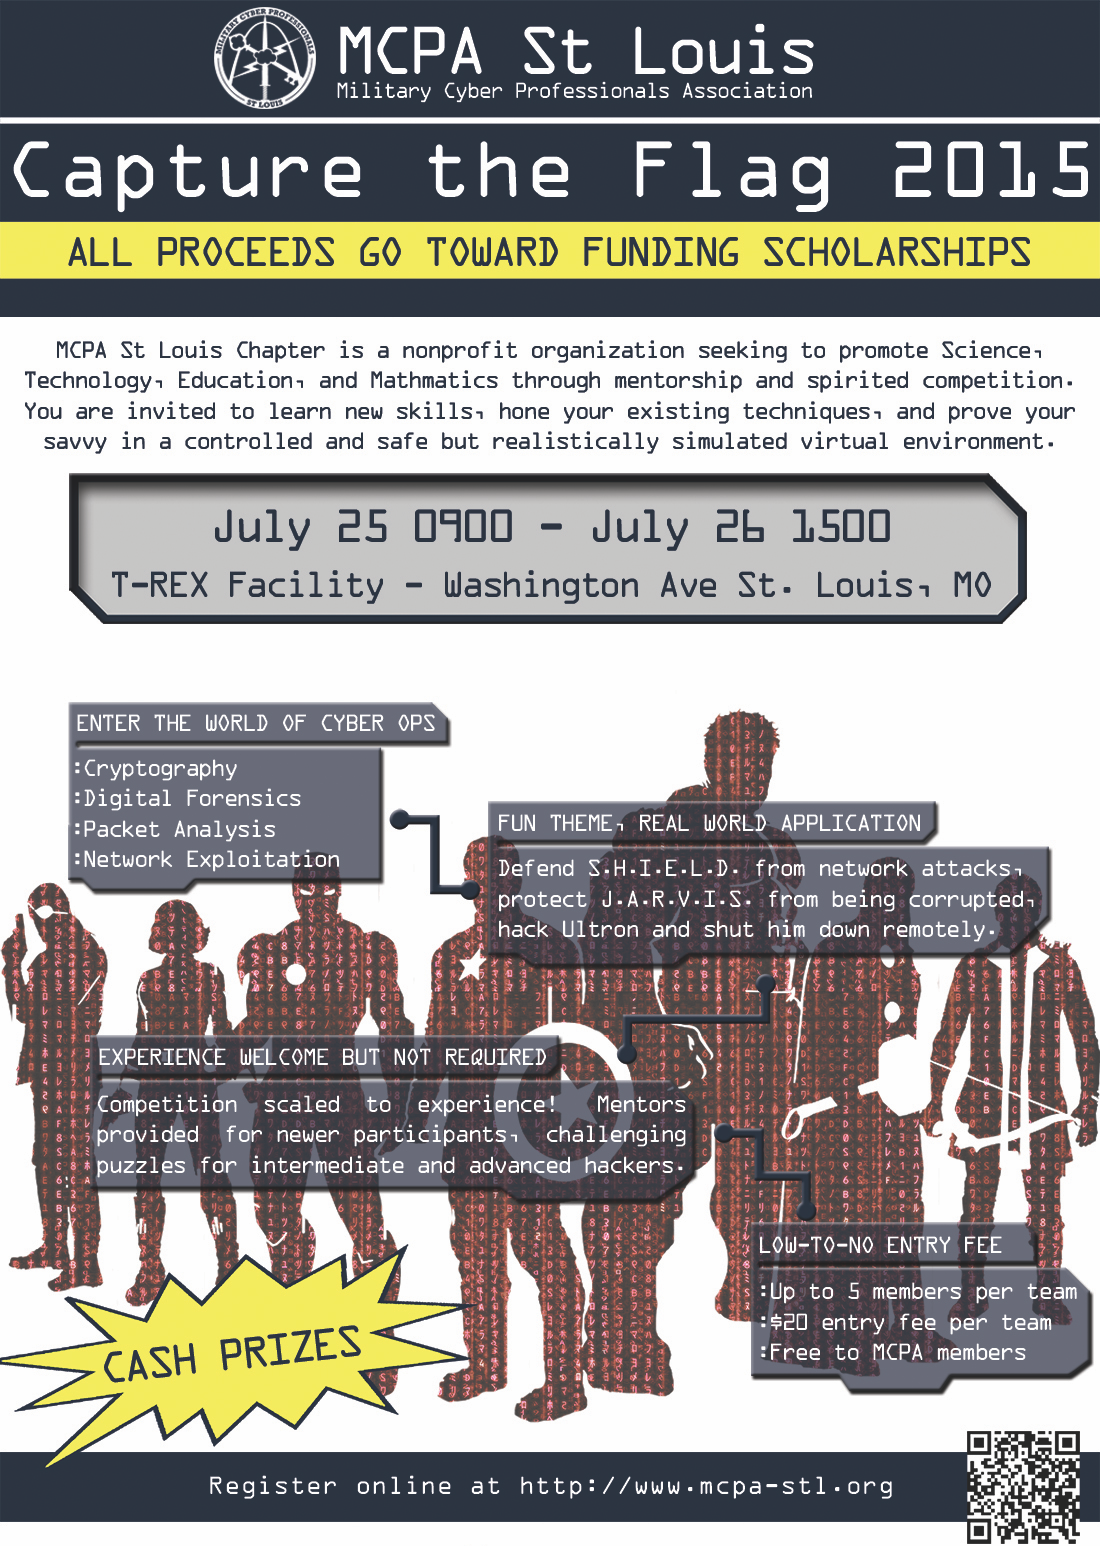 MILITARY CYBER PROFESSIONALS
ST LOUIS
MCPA St Louis
Military Cyber Professionals Association
Capture the Flag 2015
ALL PROCEEDS GO TOWARD FUNDING SCHOLARSHIPS
MCPA St Louis Chapter is a nonprofit organization seeking to promote Science,
Technology, Education, and Mathmatics through mentorship and spirited competition.
You are invited to learn new skills, hone your existing techniques, and prove your
savvy in a controlled and safe but realistically simulated virtual environment.
July 25 0900 - July 26 1500
T-REX Facility - Washington Ave St. Louis, MO
ENTER THE WORLD OF CYBER OPS
:Cryptography
:Digital Forensics
:Packet Analysis
:Network Exploitation
FUN THEME, REAL WORLD APPLICATION
Defend S.H.I.E.L.D. from network attacks,
protect J.A.R.V.I.S. from being corrupted,
hack Ultron and shut him down remotely.
EXPERIENCE WELCOME BUT NOT REQUIRED
Competition scaled to experience! Mentors
provided for newer participants, challenging
puzzles for intermediate and advanced hackers.
LOW-TO-NO ENTRY FEE
:Up to 5 members per team
:$20 entry fee per team
:Free to MCPA members
CASH PRIZES
Register online at http://www.mcpa-stl.org